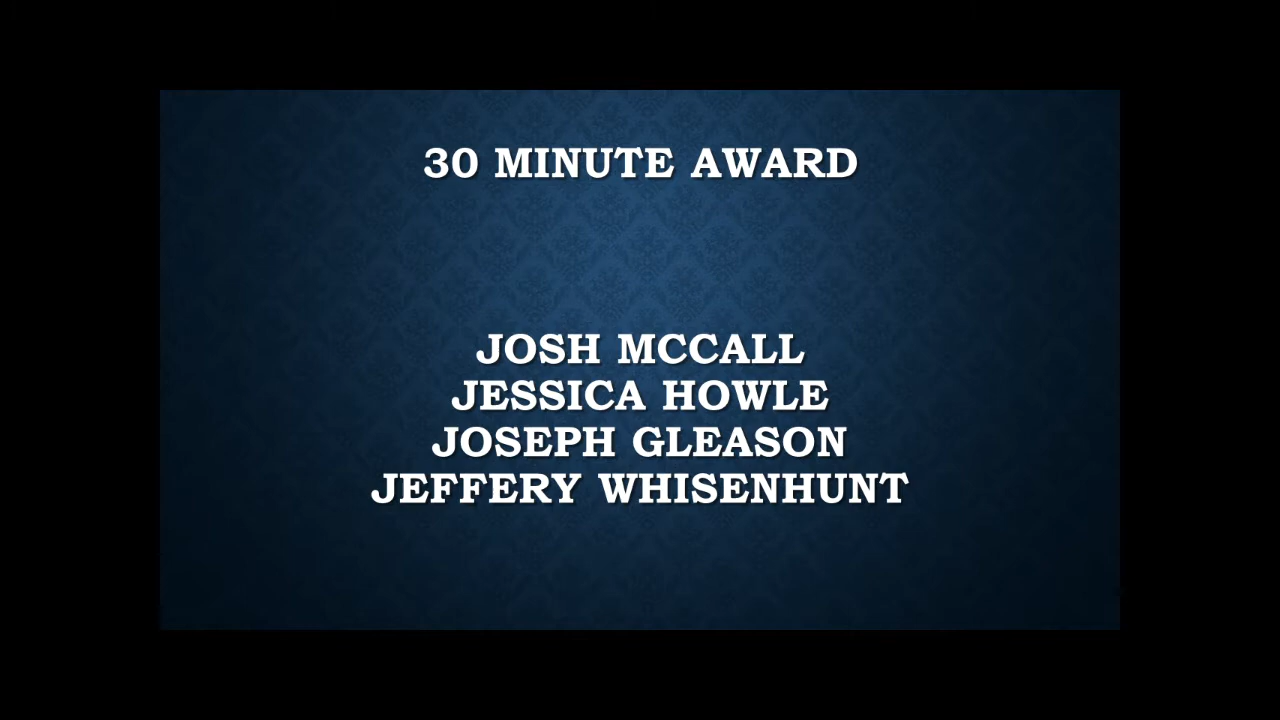 30 MINUTE AWARD
JOSH MCCALL
JESSICA HOWLE
JOSEPH GLEASON
JEFFERY WHISENHUNT